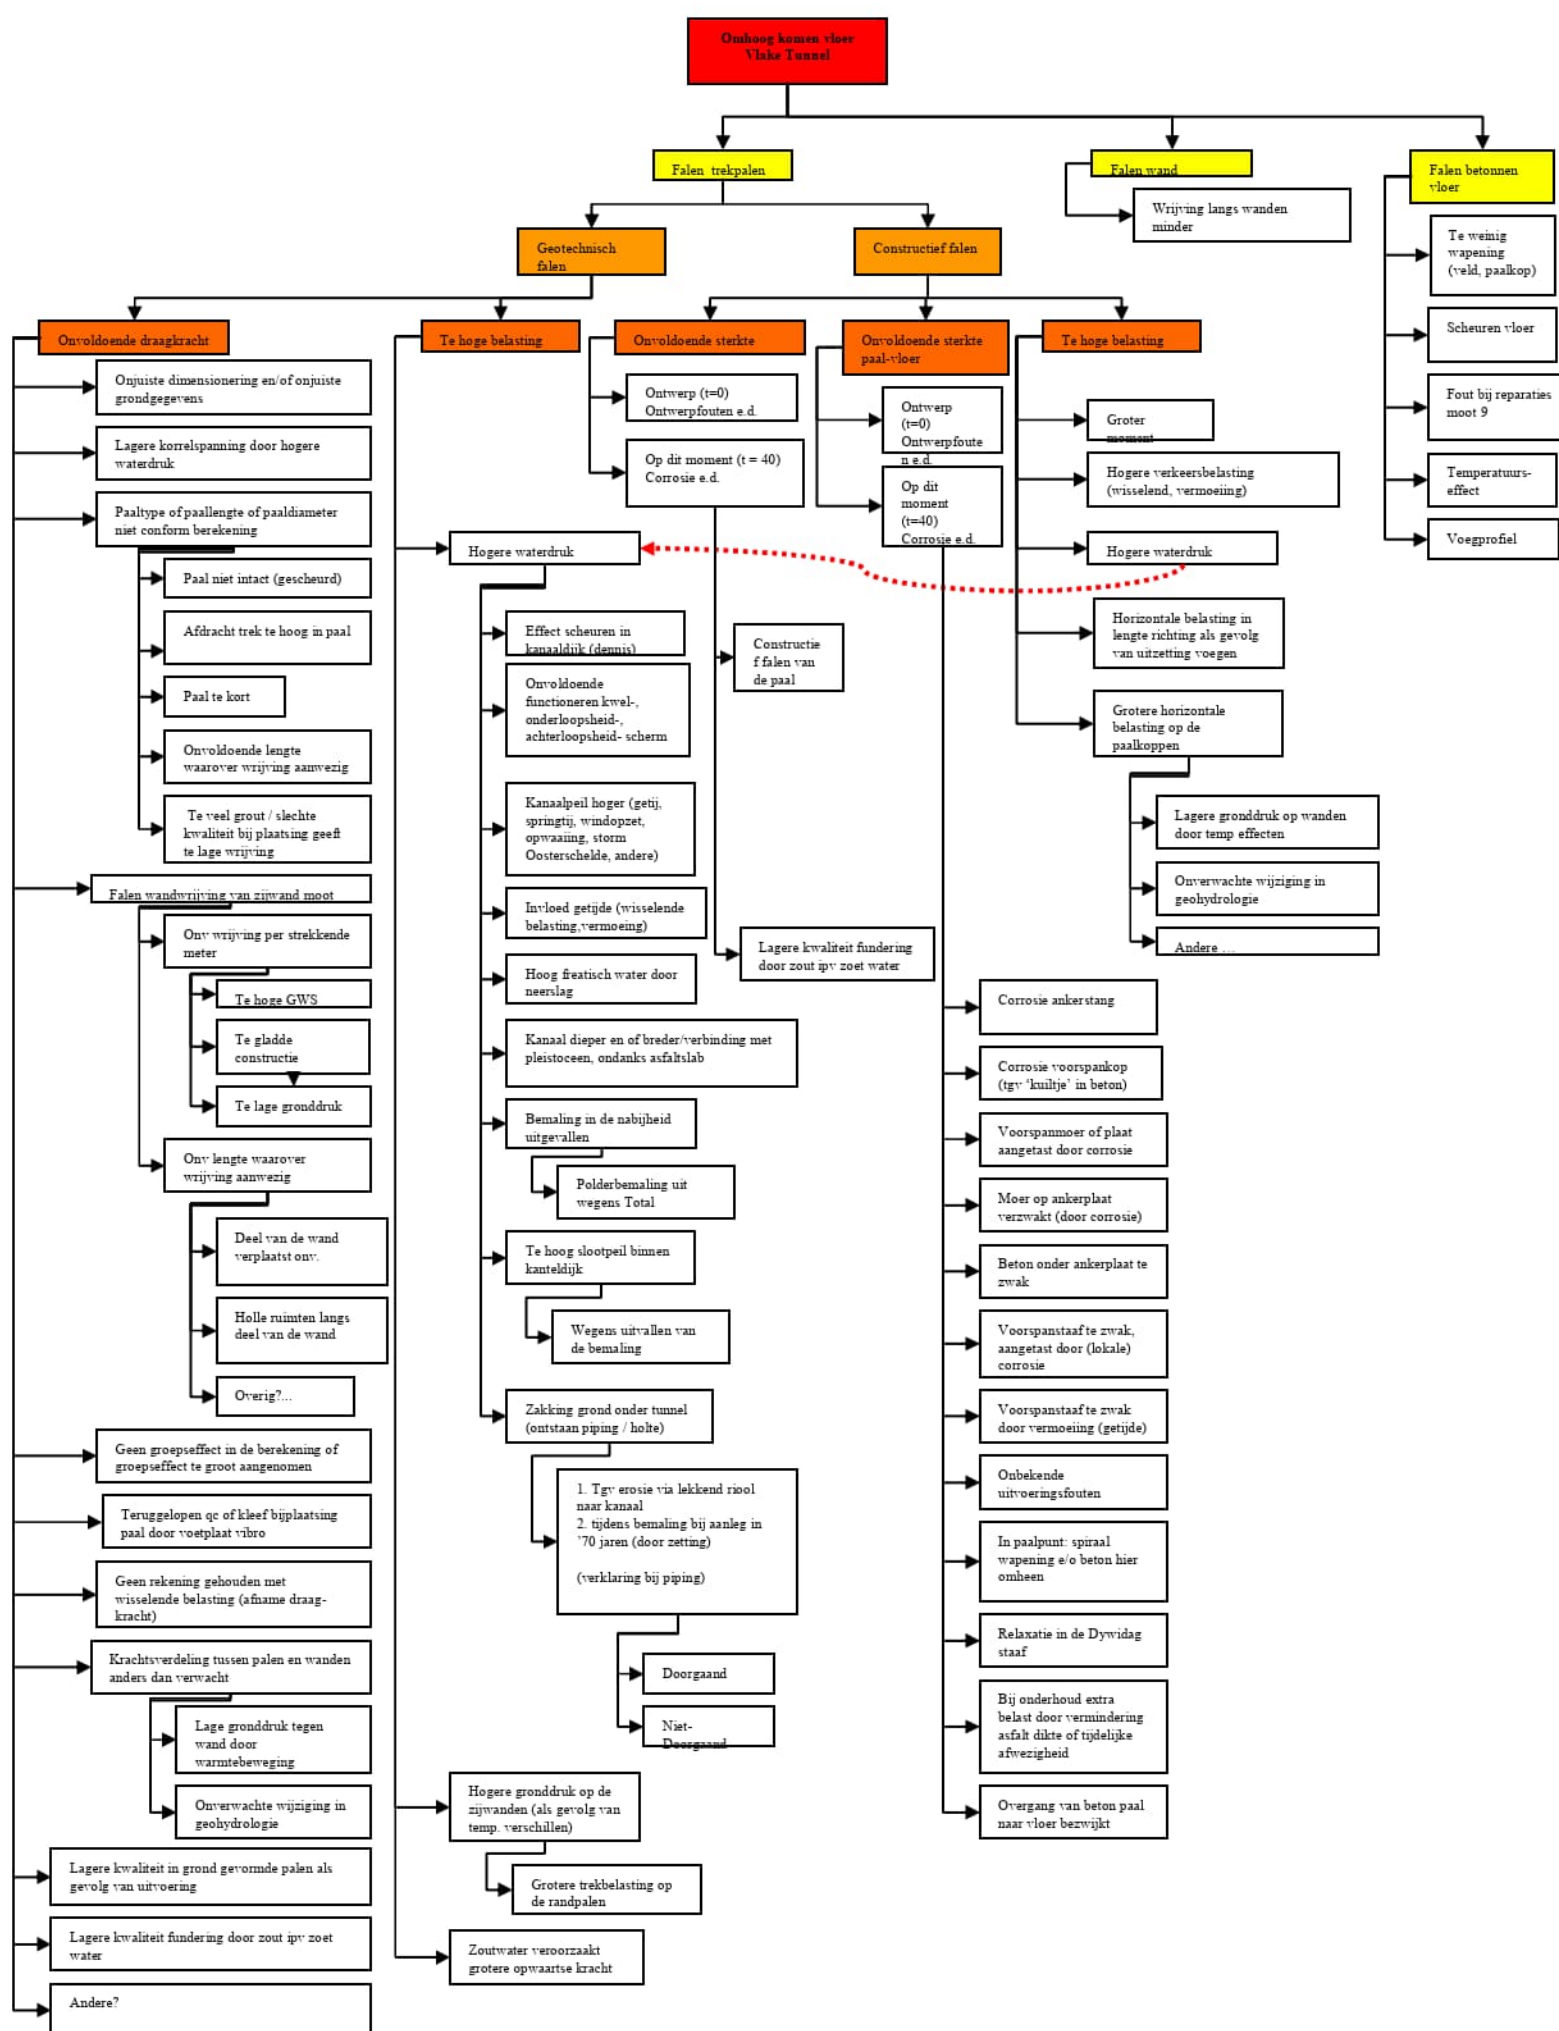 Omhoog komen vloer
Vlake Tunnel
Falen trekpalen
Falen wand
Wrijving langs wanden
minder
Falen betonnen
vloer
Te weinig
wapening
(veld, paalkop)
Scheuren vloer
Fout bij reparaties
moot 9
Temperatuurs-
effect
Voegprofiel
Geotechnisch
falen
Constructief falen
Onvoldoende draagkracht
Onjuiste dimensionering en/of onjuiste
grondgegevens
Lagere korrelspanning door hogere
waterdruk
Paaltype of paallengte of paaldiameter
niet conform berekening
Paal niet intact (gescheurd)
Afdracht trek te hoog in paal
Paal te kort
Onvoldoende lengte
waarover wrijving aanwezig
Te veel grout / slechte
kwaliteit bij plaatsing geeft
te lage wrijving
Falen wandwrijving van zijwand moot
Onv wrijving per strekkende
meter
Te hoge GWS
Te gladde
constructie
Te lage gronddruk
Onv lengte waarover
wrijving aanwezig
Deel van de wand
verplaatst onv.
Holle ruimten langs
deel van de wand
Overig?...
Geen groepseffect in de berekening of
groepseffect te groot aangenomen
Teruggelopen qc of kleef bijplaatsing
paal door voetplaat vibro
Geen rekening gehouden met
wisselende belasting (afname draag-
kracht)
Krachtsverdeling tussen palen en wanden
anders dan verwacht
Lage gronddruk tegen
wand door
warmtebeweging
Onverwachte wijziging in
geohydrologie
Lagere kwaliteit in grond gevormde palen als
gevolg van uitvoering
Lagere kwaliteit fundering door zout ipv zoet
water
Andere?
Te hoge belasting
Hogere waterdruk
Effect scheuren in
kanaaldijk (dennis)
Onvoldoende
functioneren kwel-,
onderloopsheid-,
achterloopsheid- scherm
Kanaalpeil hoger (getij,
springtij, windopzet,
opwaaiing, storm
Oosterschelde, andere)
Invloed getijde (wisselende
belasting,vermoeing)
Hoog freatisch water door
neerslag
Kanaal dieper en of breder/verbinding met
pleistoceen, ondanks asfaltslab
Bemaling in de nabijheid
uitgevallen
Polderbemaling uit
wegens Total
Te hoog slootpeil binnen
kanteldijk
Wegens uitvallen van
de bemaling
Zakking grond onder tunnel
(ontstaan piping / holte)
1. Tgv erosie via lekkend riool
naar kanaal
2. tijdens bemaling bij aanleg in
'70 jaren (door zetting)
(verklaring bij piping)
Doorgaand
Niet-
Doorgaand
Hogere gronddruk op de
zijwanden (als gevolg van
temp. verschillen)
Grotere trekbelasting op
de randpalen
Zoutwater veroorzaakt
grotere opwaartse kracht
Onvoldoende sterkte
Ontwerp (t=0)
Ontwerpfouten e.d.
Op dit moment (t = 40)
Corrosie e.d.
Constructie
f falen van
de paal
Lagere kwaliteit fundering
door zout ipv zoet water
Onvoldoende sterkte
paal-vloer
Ontwerp
(t=0)
Ontwerpfoute
n e.d.
Op dit
moment
(t=40)
Corrosie e.d.
Corrosie ankerstang
Corrosie voorspankop
(tgv 'kuiltje' in beton)
Voorspanmoer of plaat
aangetast door corrosie
Moer op ankerplaat
verzwakt (door corrosie)
Beton onder ankerplaat te
zwak
Voorspanstaaf te zwak,
aangetast door (lokale)
corrosie
Voorspanstaaf te zwak
door vermoeiing (getijde)
Onbekende
uitvoeringsfouten
In paalpunt: spiraal
wapening e/o beton hier
omheen
Relaxatie in de Dywidag
staaf
Bij onderhoud extra
belast door vermindering
asfalt dikte of tijdelijke
afwezigheid
Overgang van beton paal
naar vloer bezwijkt
Te hoge belasting
Groter
moment
Hogere verkeersbelasting
(wisselend, vermoeiing)
Hogere waterdruk
Horizontale belasting in
lengte richting als gevolg
van uitzetting voegen
Grotere horizontale
belasting op de
paalkoppen
Lagere gronddruk op wanden
door temp effecten
Onverwachte wijziging in
geohydrologie
Andere ...